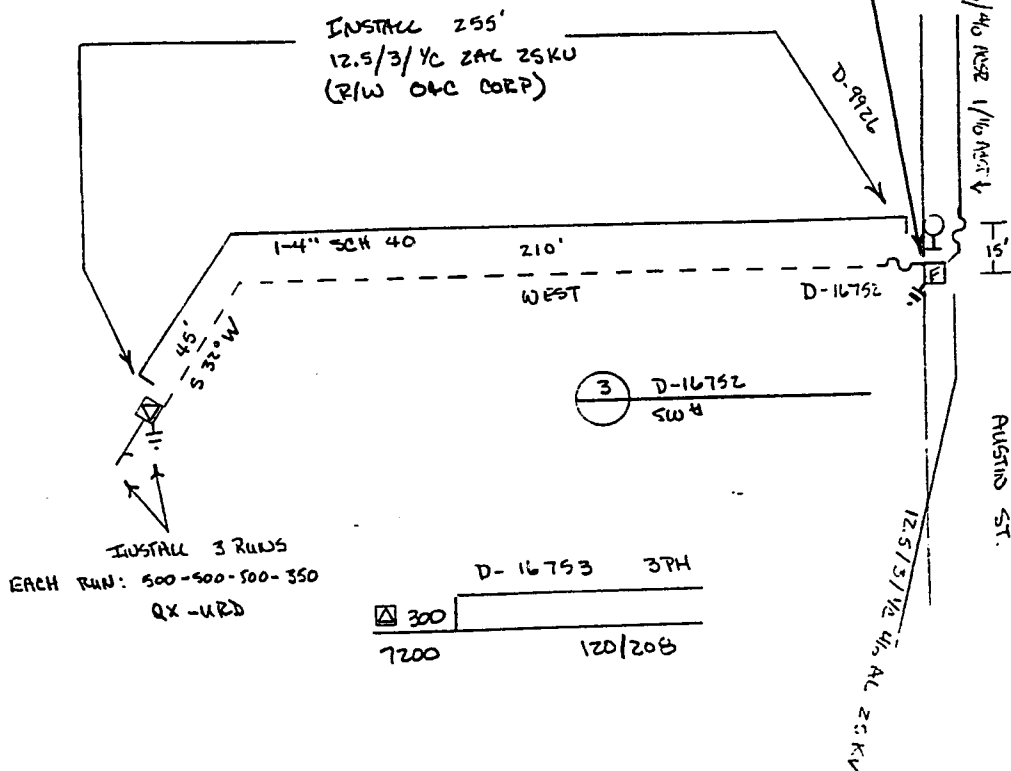 INSTALL 255'
12.5/3/ 1/C 2AL 25KV
(R/W O&C CORP)
D-9926
1-4" SCH 40
210'
15'
WEST
D-16752
F
45'
S 32° W
3 D-16752
SW #
AUSTIN ST.
INSTALL 3 RUNS
EACH RUN: 500-500-500-350
QX-URD
D-16753 3PH
300
7200 120/208
12.5/3/ 1/C 4/0 AL 25KV